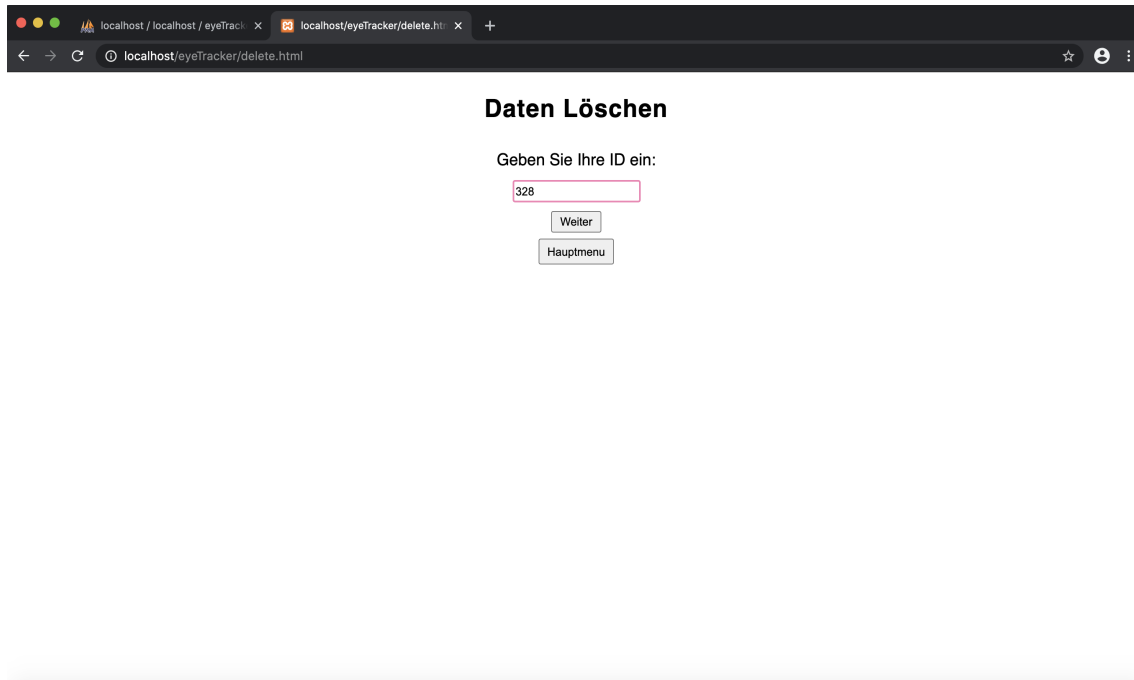 localhost / localhost / eyeTrack
localhost/eyeTracker/delete.ht
localhost/eyeTracker/delete.html
Daten Löschen
Geben Sie Ihre ID ein:
328
Weiter
Hauptmenu